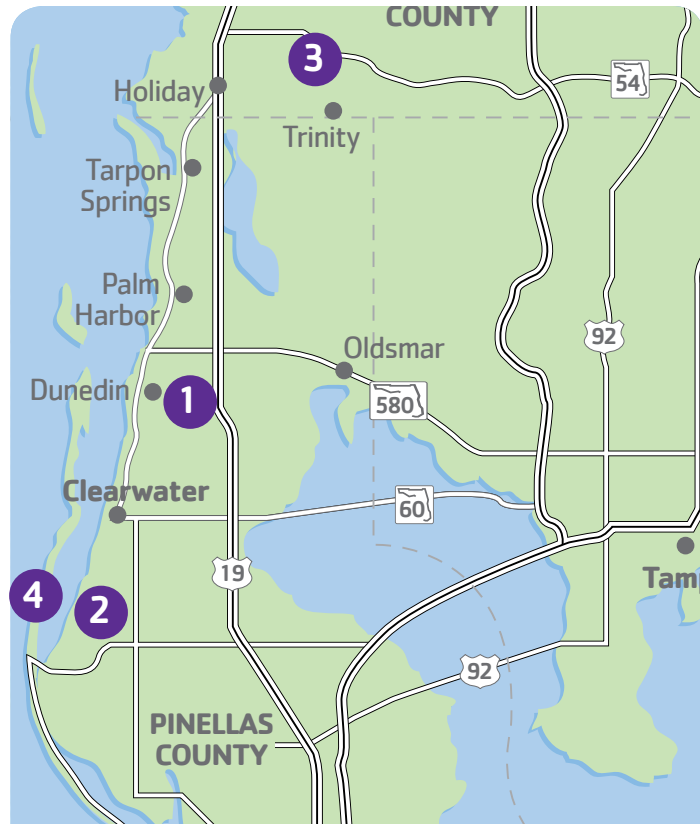 COUNTY
3
54
Holiday
Trinity
Tarpon
Springs
Palm
Harbor
92
Oldsmar
Dunedin
1
580
Clearwater
60
19
4
2
92
PINELLAS
COUNTY